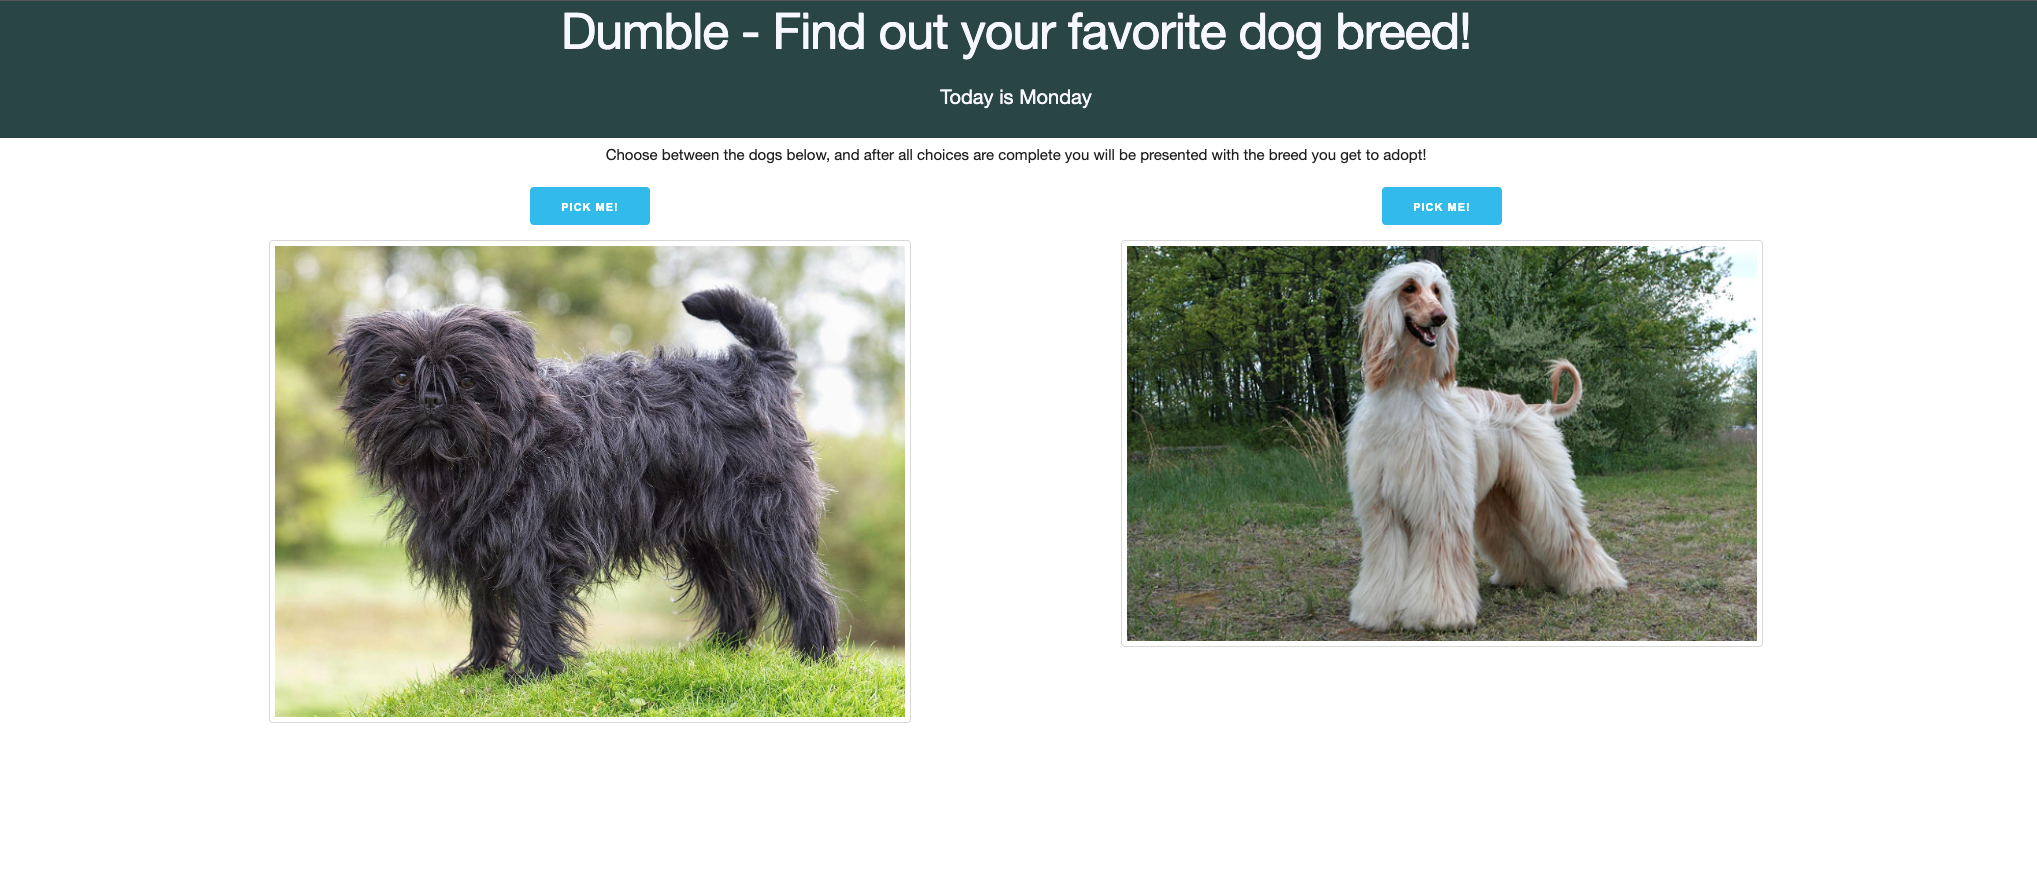 Dumble - Find out your favorite dog breed!
Today is Monday
Choose between the dogs below, and after all choices are complete you will be presented with the breed you get to adopt!
PICK ME!
PICK ME!